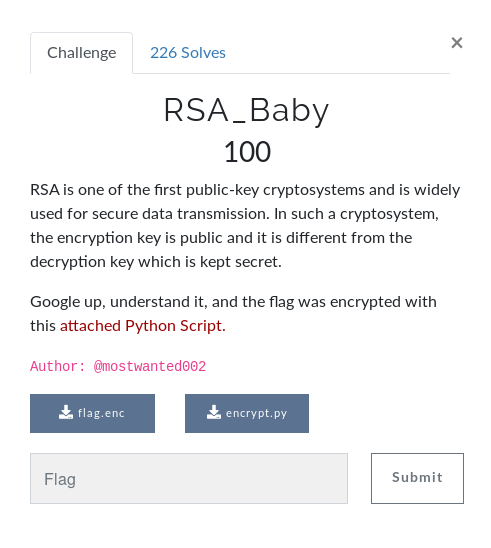 Challenge
226 Solves
×
RSA_Baby
100
RSA is one of the first public-key cryptosystems and is widely
used for secure data transmission. In such a cryptosystem,
the encryption key is public and it is different from the
decryption key which is kept secret.
Google up, understand it, and the flag was encrypted with
this attached Python Script.
Author: @mostwanted002
flag.enc
encrypt.py
Flag
Submit